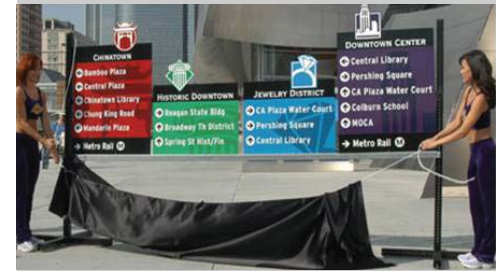 CHINATOWN
Bamboo Plaza
Central Plaza
Chinatown Library
Chung King Road
Mandarin Plaza
Metro Rail M
HISTORIC DOWNTOWN
Reagan State Bldg
Broadway Th District
Spring St Hist/Fin
JEWELRY DISTRICT
CA Plaza Water Court
Pershing Square
Central Library
DOWNTOWN CENTER
Central Library
Pershing Square
CA Plaza Water Court
Colburn School
MOCA
Metro Rail M